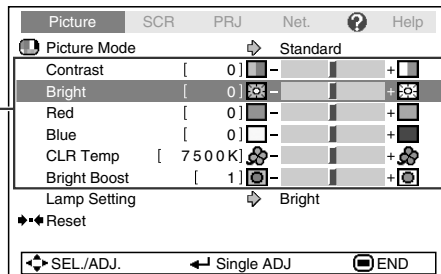 Picture SCR PRJ Net. ? Help
Picture Mode Standard
Contrast [ 0] − +
Bright [ 0] − +
Red [ 0] − +
Blue [ 0] − +
CLR Temp [ 7500K] − +
Bright Boost [ 1] − +
Lamp Setting Bright
Reset
SEL./ADJ. Single ADJ END